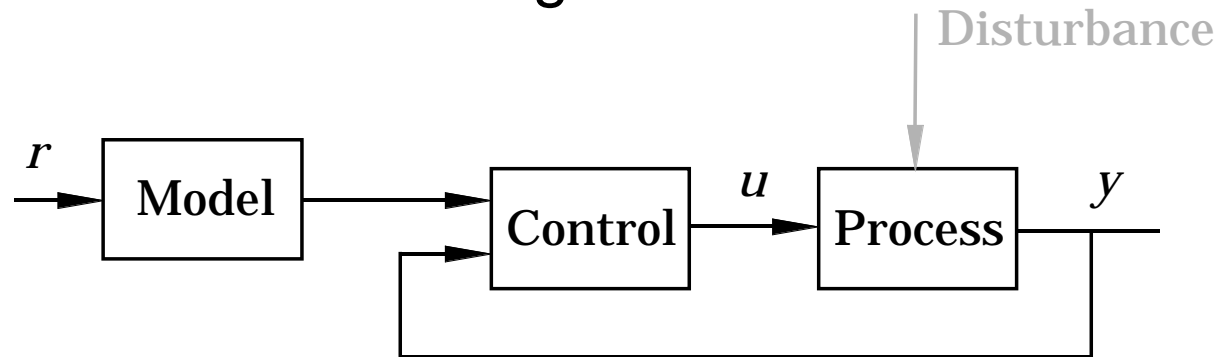 Disturbance
r
Model
Control
u
Process
y